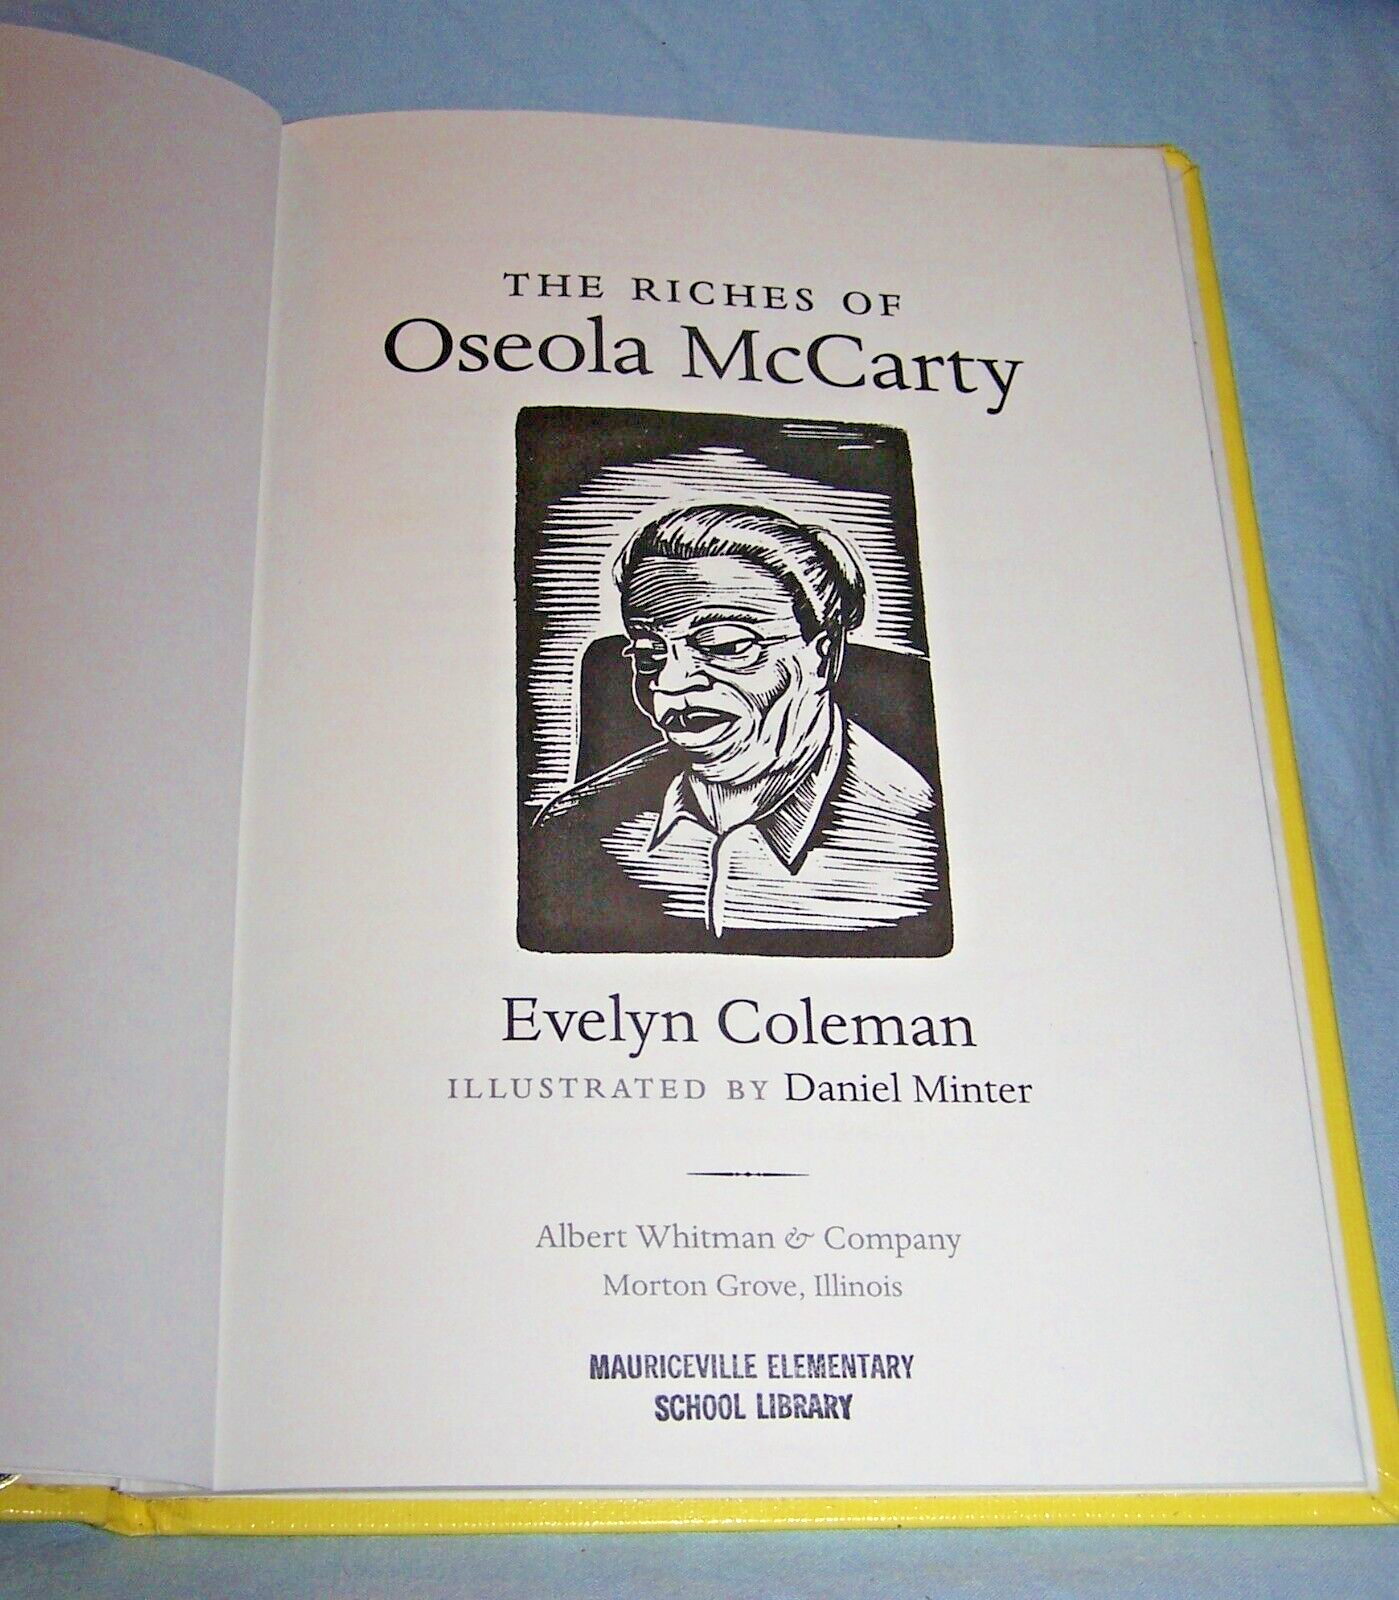 THE RICHES OF
Oseola McCarty
Evelyn Coleman
ILLUSTRATED BY Daniel Minter
Albert Whitman & Company
Morton Grove, Illinois
MAURICEVILLE ELEMENTARY
SCHOOL LIBRARY